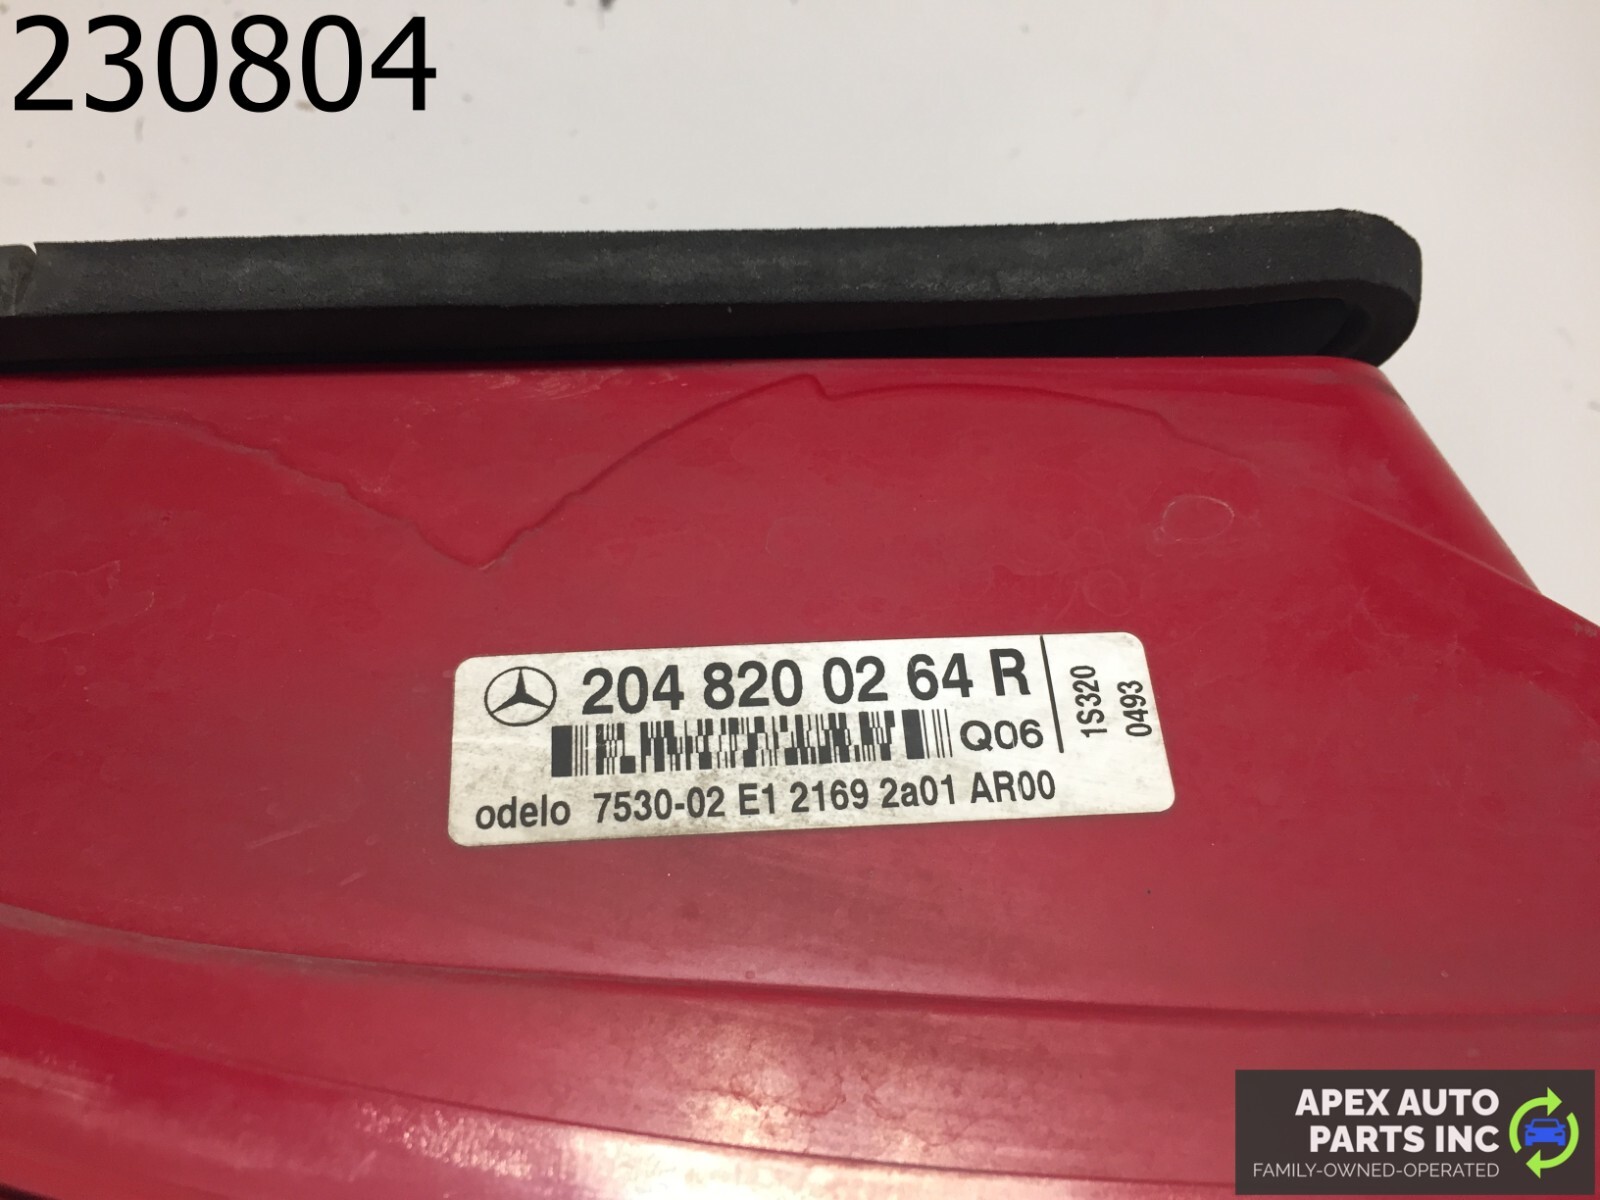 230804
204 820 02 64 R
Q06
1S320
0493
odelo 7530-02 E1 2169 2a01 AR00
APEX AUTO
PARTS INC
FAMILY-OWNED-OPERATED